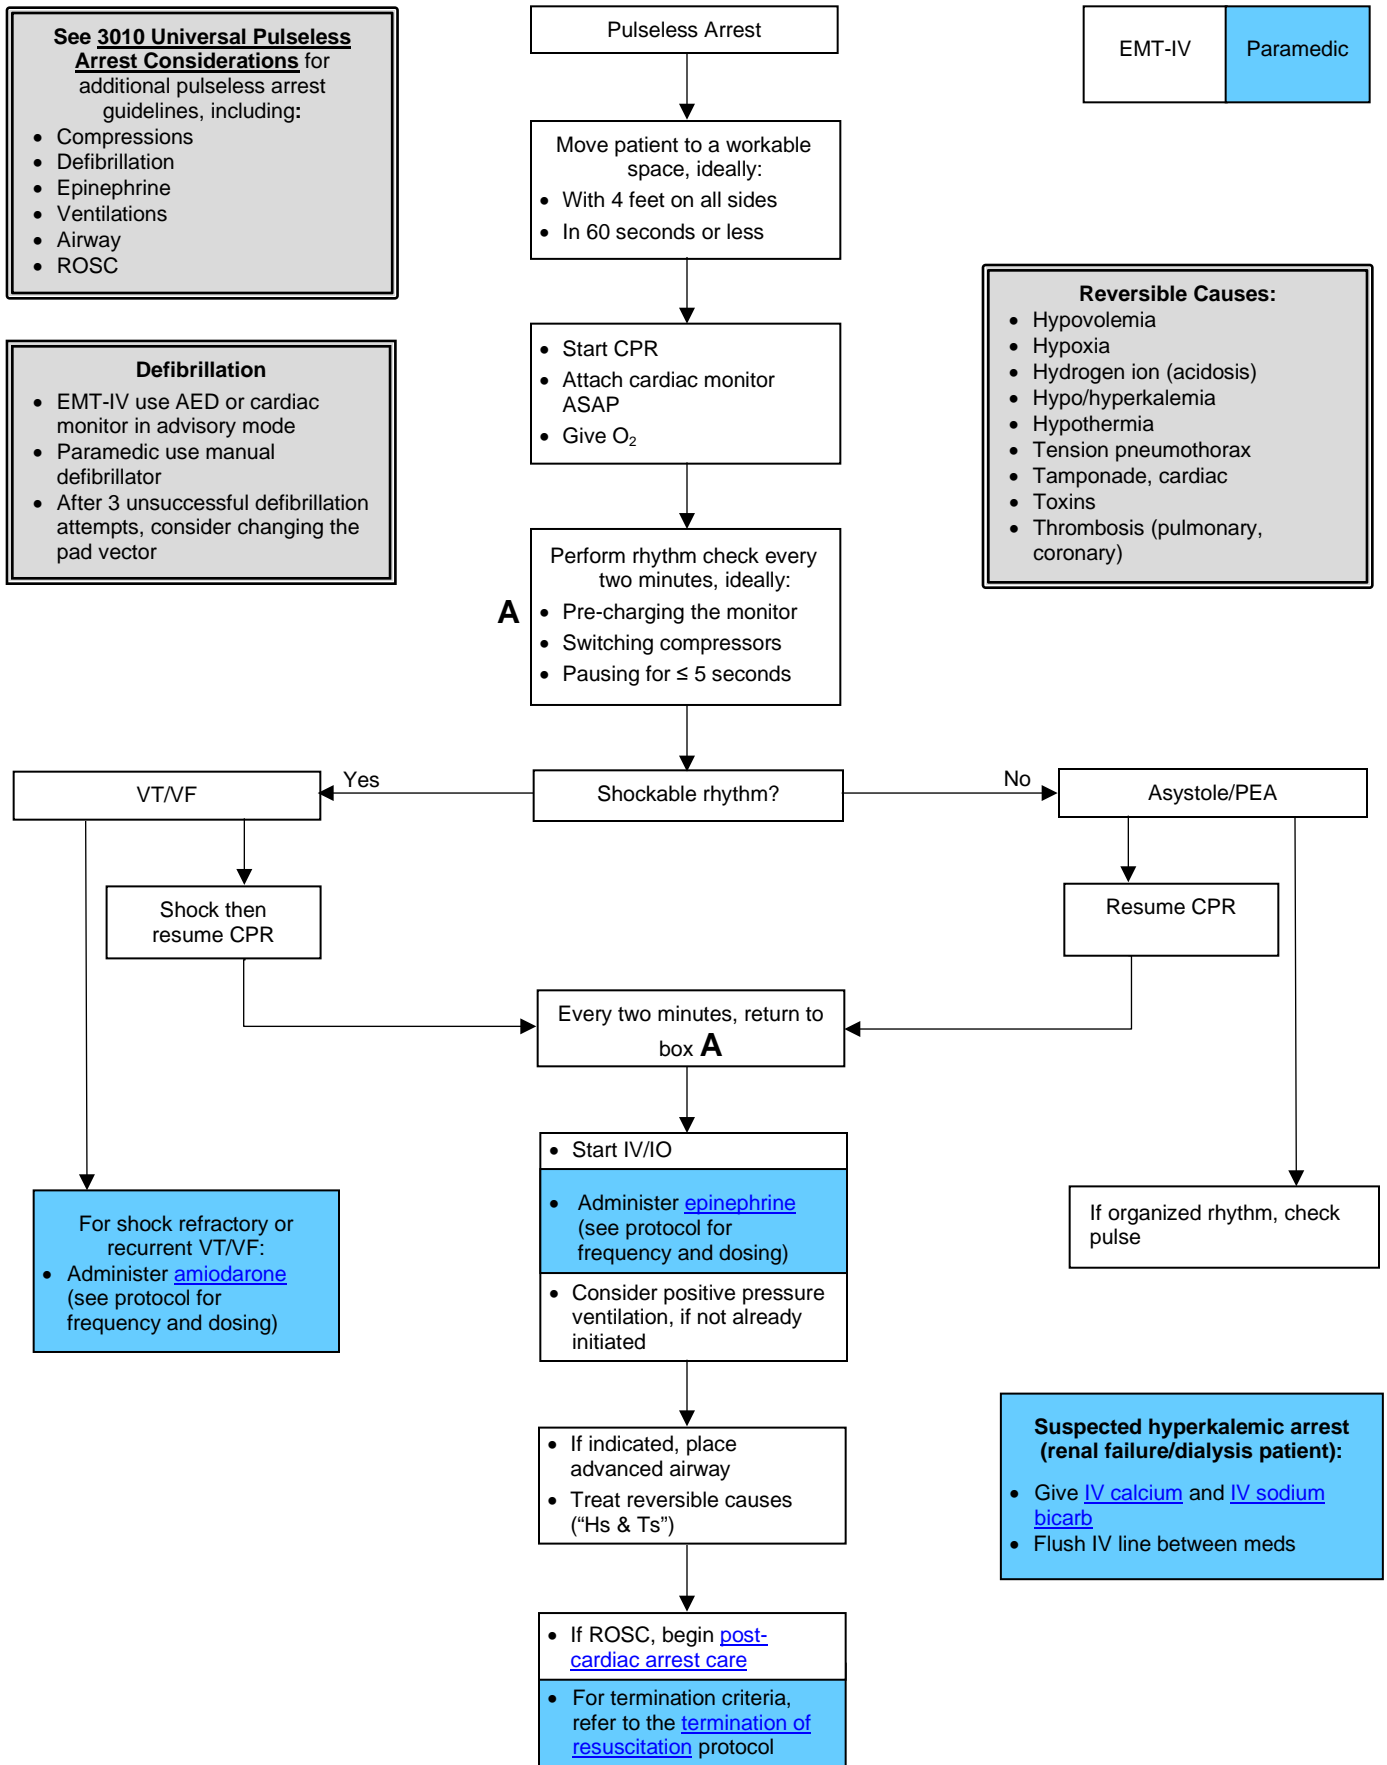 See 3010 Universal Pulseless
Arrest Considerations for
additional pulseless arrest
guidelines, including:
• Compressions
• Defibrillation
• Epinephrine
• Ventilations
• Airway
• ROSC
Defibrillation
• EMT-IV use AED or cardiac
monitor in advisory mode
• Paramedic use manual
defibrillator
• After 3 unsuccessful defibrillation
attempts, consider changing the
pad vector
Pulseless Arrest
EMT-IV
Paramedic
Move patient to a workable
space, ideally:
• With 4 feet on all sides
• In 60 seconds or less
• Start CPR
• Attach cardiac monitor
ASAP
• Give O₂
Reversible Causes:
• Hypovolemia
• Hypoxia
• Hydrogen ion (acidosis)
• Hypo/hyperkalemia
• Hypothermia
• Tension pneumothorax
• Tamponade, cardiac
• Toxins
• Thrombosis (pulmonary,
coronary)
A
Perform rhythm check every
two minutes, ideally:
• Pre-charging the monitor
• Switching compressors
• Pausing for ≤ 5 seconds
VT/VF
Yes
Shockable rhythm?
No
Asystole/PEA
Shock then
resume CPR
Resume CPR
Every two minutes, return to
box A
For shock refractory or
recurrent VT/VF:
• Administer amiodarone
(see protocol for
frequency and dosing)
• Start IV/IO
• Administer epinephrine
(see protocol for
frequency and dosing)
• Consider positive pressure
ventilation, if not already
initiated
If organized rhythm, check
pulse
• If indicated, place
advanced airway
• Treat reversible causes
(“Hs & Ts”)
Suspected hyperkalemic arrest
(renal failure/dialysis patient):
• Give IV calcium and IV sodium
bicarb
• Flush IV line between meds
• If ROSC, begin post-
cardiac arrest care
• For termination criteria,
refer to the termination of
resuscitation protocol